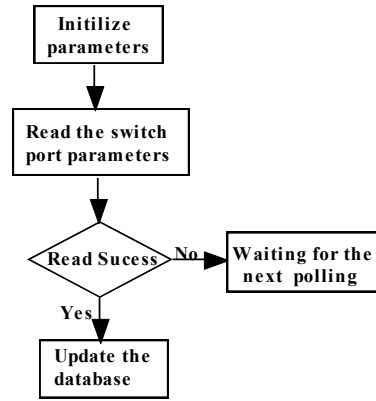 Initilize
parameters
Read the switch
port parameters
Read Sucess
No
Waiting for the
next polling
Yes
Update the
database